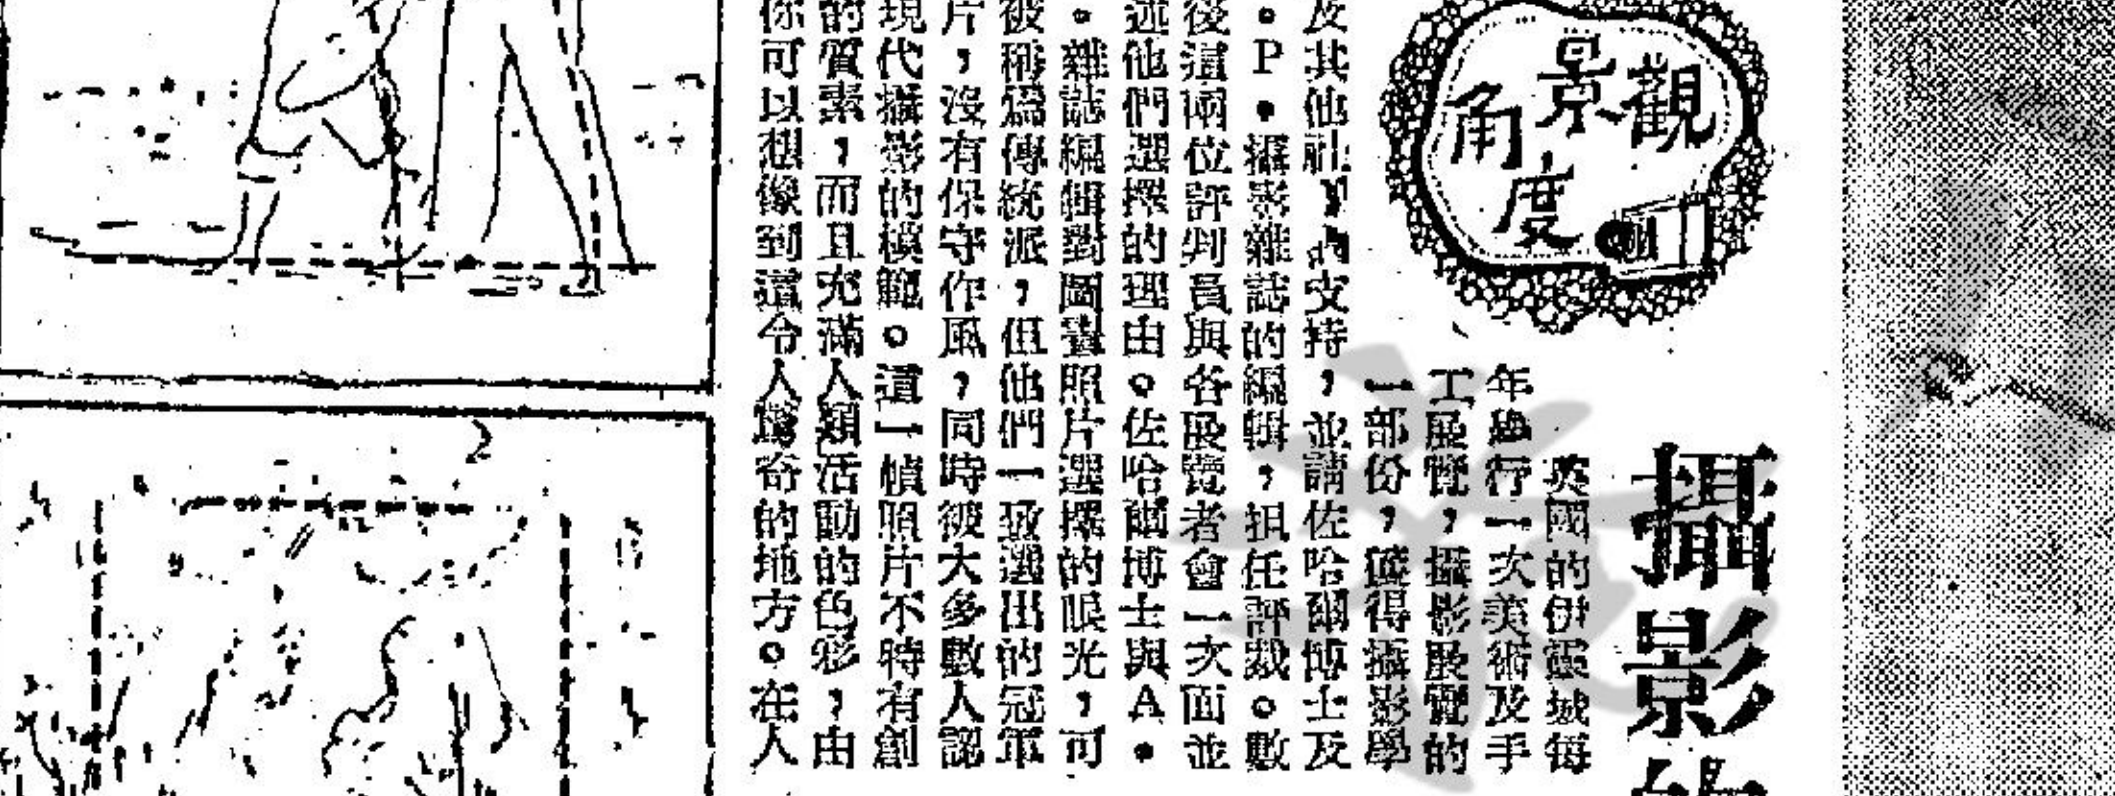 觀景角度
攝影的
英國的伊靈城每
年舉行一次美術及手
工展覽，攝影展覽的
一部份，獲得攝影學
及其他社團支持，並請佐哈爾博士及
。P•攝影雜誌的編輯，担任評裁。數
後這兩位評判員與各展覽者會一次面並
述他們選擇的理由。佐哈爾博士與A•
。雜誌編輯對圖畫照片選擇的眼光，可
被稱爲傳統派，但他們一致選出的冠軍
片，沒有保守作風，同時被大多數人認
現代攝影的模範。這一幀照片不特有創
的質素，而且充滿人類活動的色彩，由
你可以想像到這令人驚奇的地方。在人
2